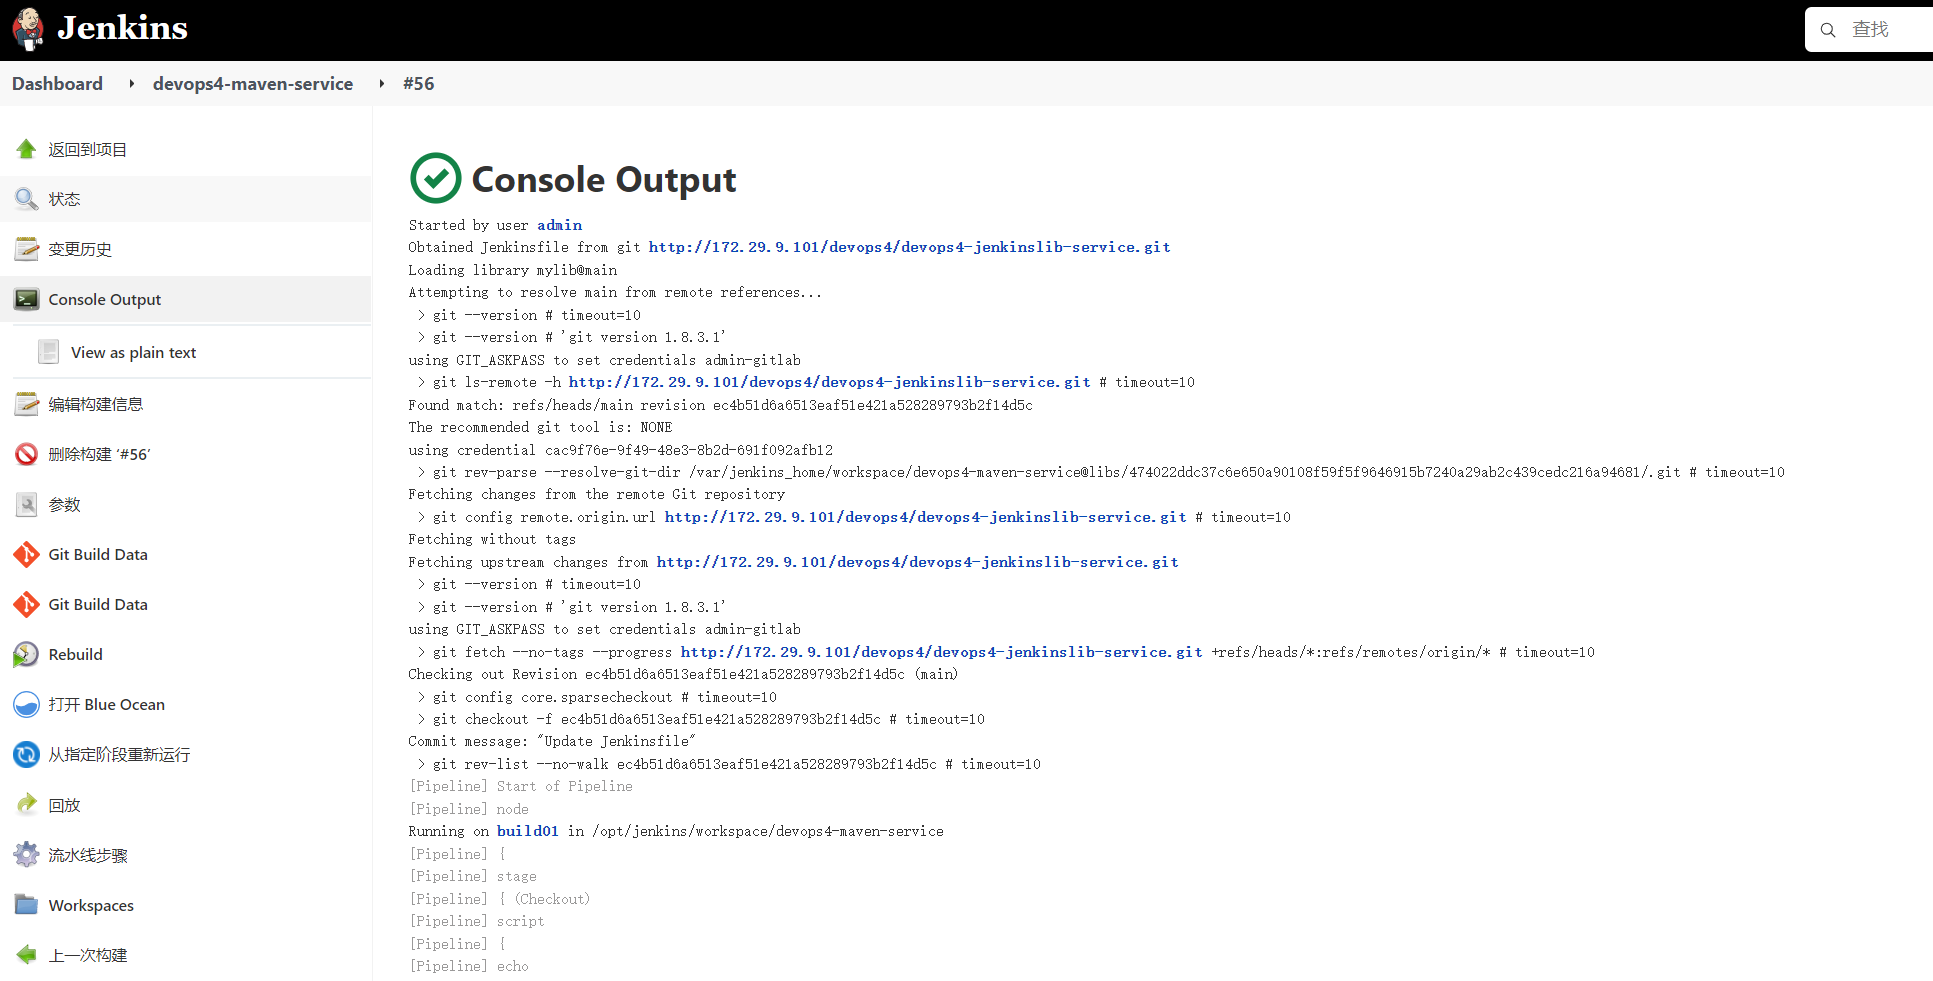 Jenkins
查找
Dashboard
devops4-maven-service
#56
返回到项目
状态
变更历史
Console Output
View as plain text
编辑构建信息
删除构建 ‘#56’
参数
Git Build Data
Git Build Data
Rebuild
打开 Blue Ocean
从指定阶段重新运行
回放
流水线步骤
Workspaces
上一次构建
Console Output
Started by user admin
Obtained Jenkinsfile from git http://172.29.9.101/devops4/devops4-jenkinslib-service.git
Loading library mylib@main
Attempting to resolve main from remote references...
> git --version # timeout=10
> git --version # 'git version 1.8.3.1'
using GIT_ASKPASS to set credentials admin-gitlab
> git ls-remote -h http://172.29.9.101/devops4/devops4-jenkinslib-service.git # timeout=10
Found match: refs/heads/main revision ec4b51d6a6513eaf51e421a528289793b2f14d5c
The recommended git tool is: NONE
using credential cac9f76e-9f49-48e3-8b2d-691f092afb12
> git rev-parse --resolve-git-dir /var/jenkins_home/workspace/devops4-maven-service@libs/474022ddc37c6e650a90108f59f5f9646915b7240a29ab2c439cedc216a94681/.git # timeout=10
Fetching changes from the remote Git repository
> git config remote.origin.url http://172.29.9.101/devops4/devops4-jenkinslib-service.git # timeout=10
Fetching without tags
Fetching upstream changes from http://172.29.9.101/devops4/devops4-jenkinslib-service.git
> git --version # timeout=10
> git --version # 'git version 1.8.3.1'
using GIT_ASKPASS to set credentials admin-gitlab
> git fetch --no-tags --progress http://172.29.9.101/devops4/devops4-jenkinslib-service.git +refs/heads/*:refs/remotes/origin/* # timeout=10
Checking out Revision ec4b51d6a6513eaf51e421a528289793b2f14d5c (main)
> git config core.sparsecheckout # timeout=10
> git checkout -f ec4b51d6a6513eaf51e421a528289793b2f14d5c # timeout=10
Commit message: "Update Jenkinsfile"
> git rev-list --no-walk ec4b51d6a6513eaf51e421a528289793b2f14d5c # timeout=10
[Pipeline] Start of Pipeline
[Pipeline] node
Running on build01 in /opt/jenkins/workspace/devops4-maven-service
[Pipeline] {
[Pipeline] stage
[Pipeline] { (Checkout)
[Pipeline] script
[Pipeline] {
[Pipeline] echo